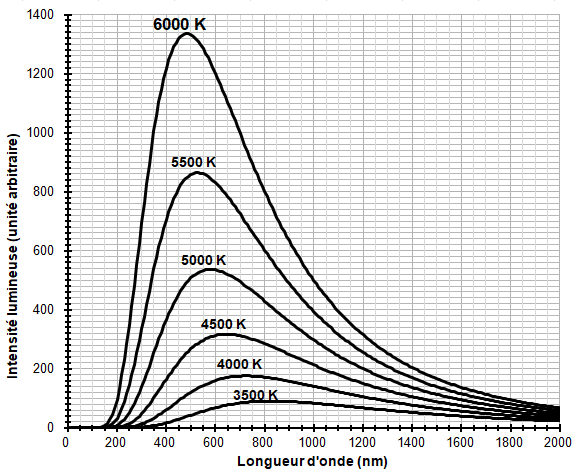 1400
1200
1000
800
600
400
200
0
Intensité lumineuse (unité arbitraire)
6000 K
5500 K
5000 K
4500 K
4000 K
3500 K
0 200 400 600 800 1000 1200 1400 1600 1800 2000
Longueur d'onde (nm)